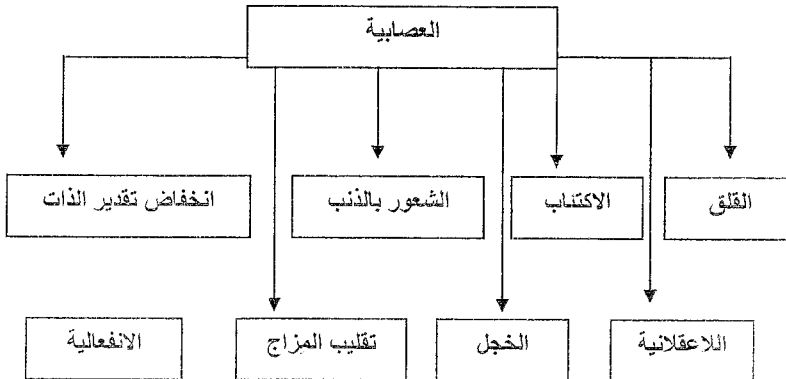 العصابية
القلق
الاكتئاب
الشعور بالذنب
انخفاض تقدير الذات
اللاعقلانية
الخجل
تقليب المزاج
الانفعالية